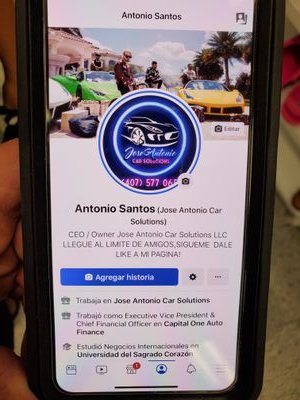 Antonio Santos
Editar
Jose Antonio
CAR SOLUTIONS
(407) 577 06
Antonio Santos (Jose Antonio Car
Solutions)
CEO / Owner Jose Antonio Car Solutions LLC
LLEGUE AL LIMITE DE AMIGOS,SIGUEME DALE
LIKE A MI PAGINA!
Agregar historia
Trabaja en Jose Antonio Car Solutions
Trabajó como Executive Vice President &
Chief Financial Officer en Capital One Auto
Finance
Estudió Negocios Internacionales en
Universidad del Sagrado Corazón